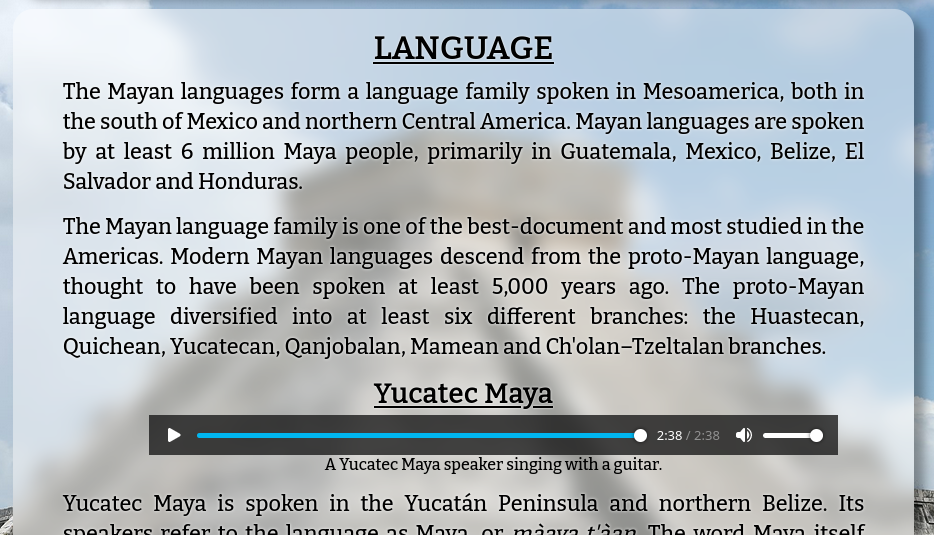 LANGUAGE
The Mayan languages form a language family spoken in Mesoamerica, both in
the south of Mexico and northern Central America. Mayan languages are spoken
by at least 6 million Maya people, primarily in Guatemala, Mexico, Belize, El
Salvador and Honduras.
The Mayan language family is one of the best-document and most studied in the
Americas. Modern Mayan languages descend from the proto-Mayan language,
thought to have been spoken at least 5,000 years ago. The proto-Mayan
language diversified into at least six different branches: the Huastecan,
Quichean, Yucatecan, Qanjobalan, Mamean and Ch'olan–Tzeltalan branches.
Yucatec Maya
2:38 / 2:38
A Yucatec Maya speaker singing with a guitar.
Yucatec Maya is spoken in the Yucatán Peninsula and northern Belize. Its
speakers refer to the language as Maya, or màaya t'àan. The word Maya itself